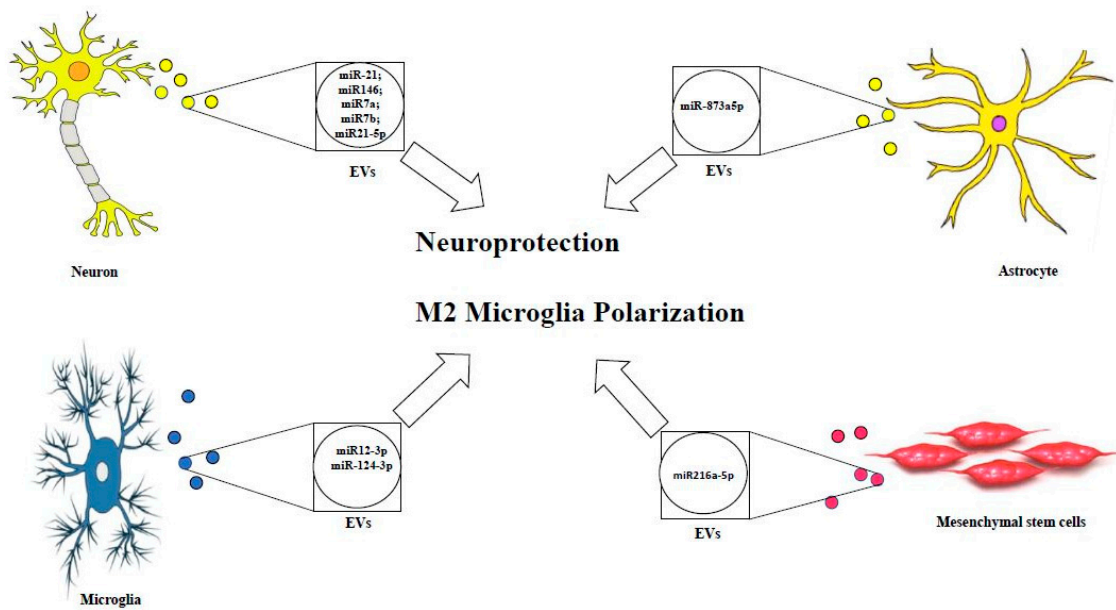 miR-21;
miR146;
miR7a;
miR7b;
miR21-5p
EVs
Neuron
miR-873a5p
EVs
Astrocyte
Neuroprotection
M2 Microglia Polarization
miR12-3p
miR-124-3p
EVs
Microglia
miR216a-5p
EVs
Mesenchymal stem cells